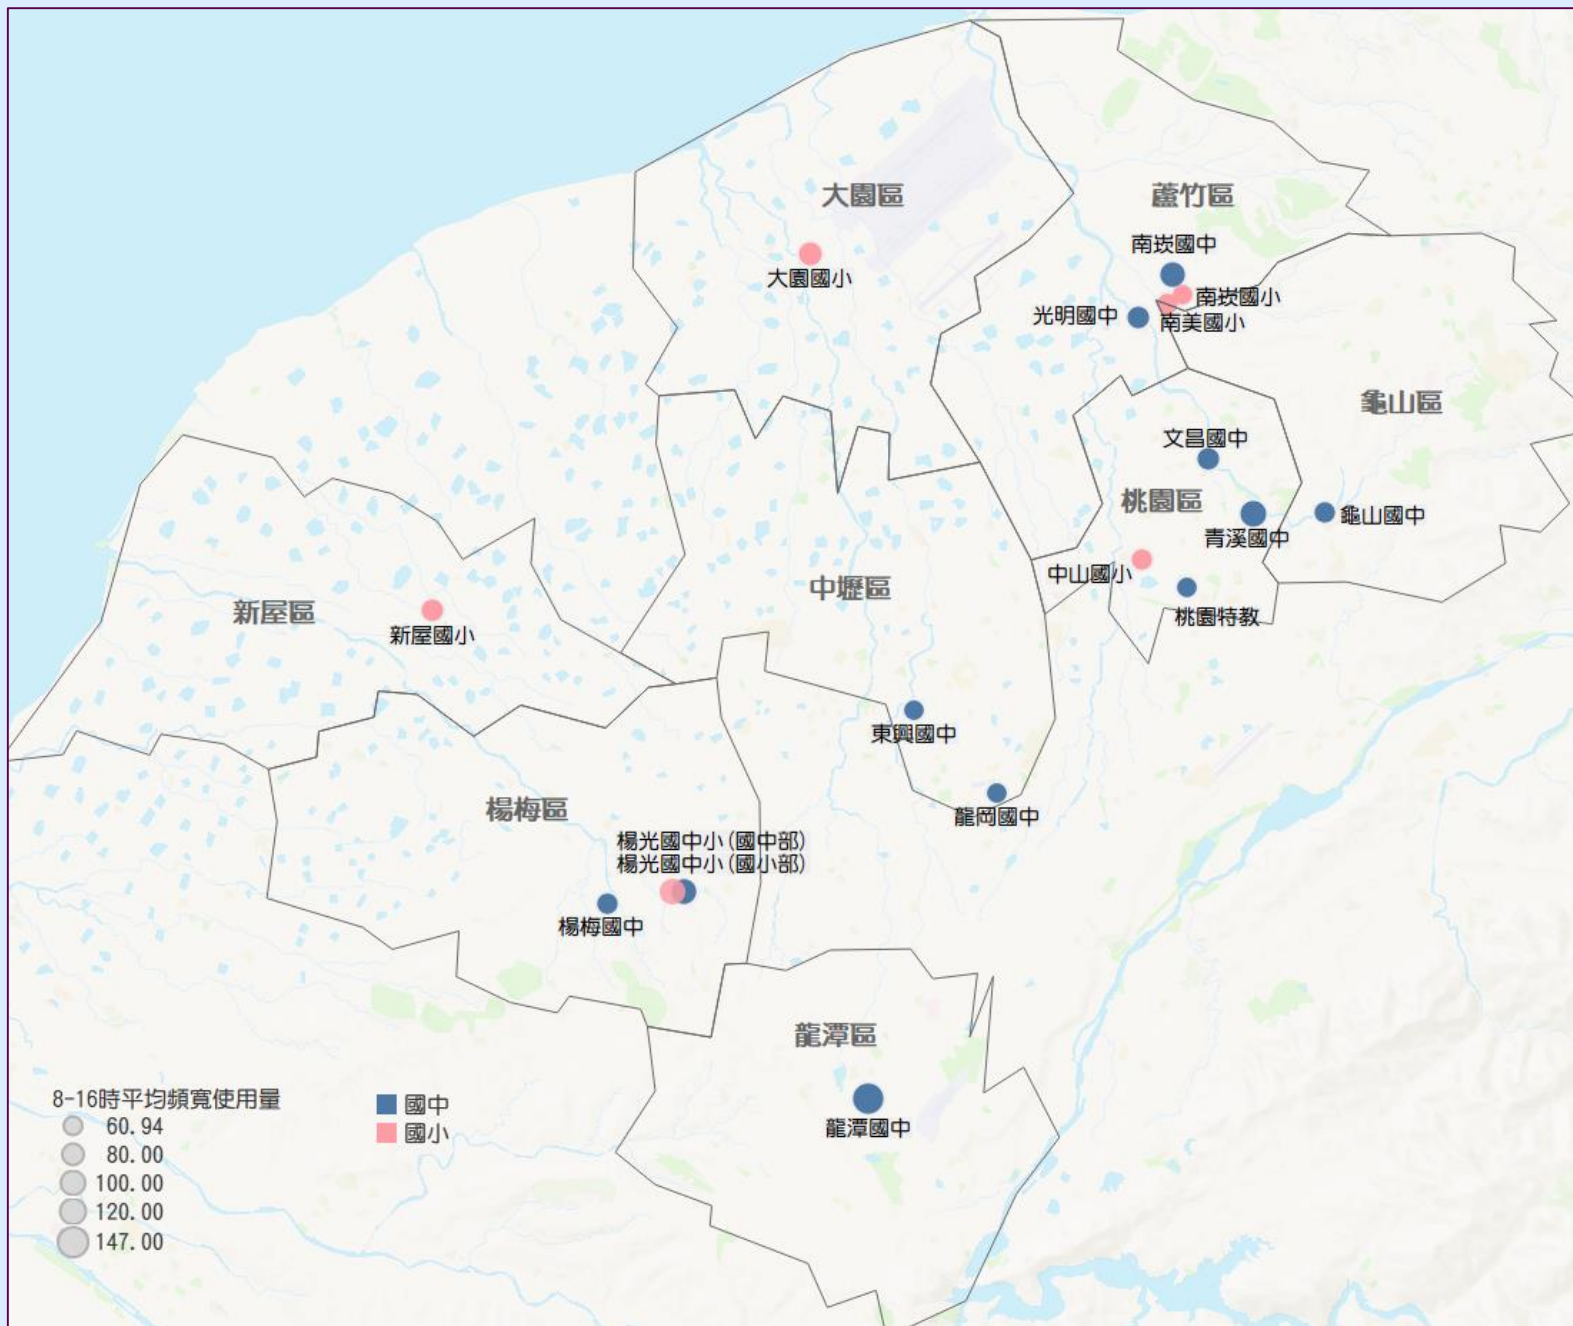 大園區
蘆竹區
南崁國中
大園國小
南崁國小
光明國中
南美國小
龜山區
文昌國中
桃園區
龜山國中
青溪國中
中山國小
中壢區
新屋區
桃園特教
新屋國小
東興國中
楊梅區
龍岡國中
楊光國中小(國中部)
楊光國中小(國小部)
楊梅國中
龍潭區
龍潭國中
8-16時平均頻寬使用量
60.94
80.00
100.00
120.00
147.00
國中
國小